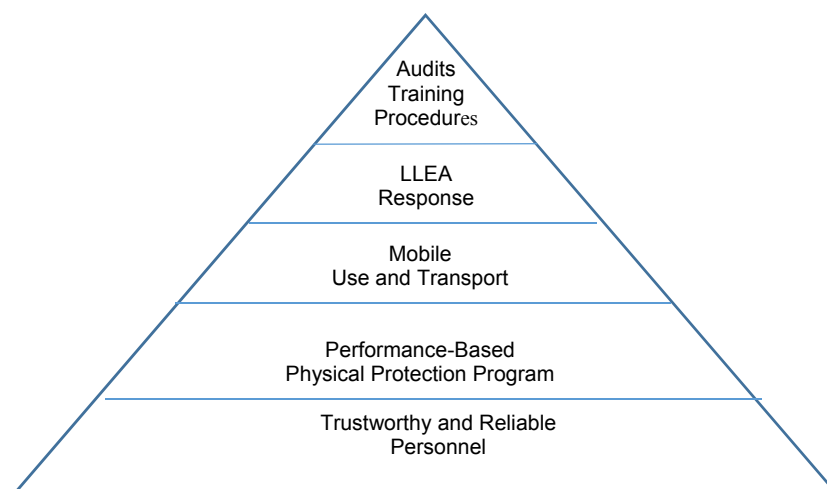 Audits
Training
Procedures
LLEA
Response
Mobile
Use and Transport
Performance-Based
Physical Protection Program
Trustworthy and Reliable
Personnel